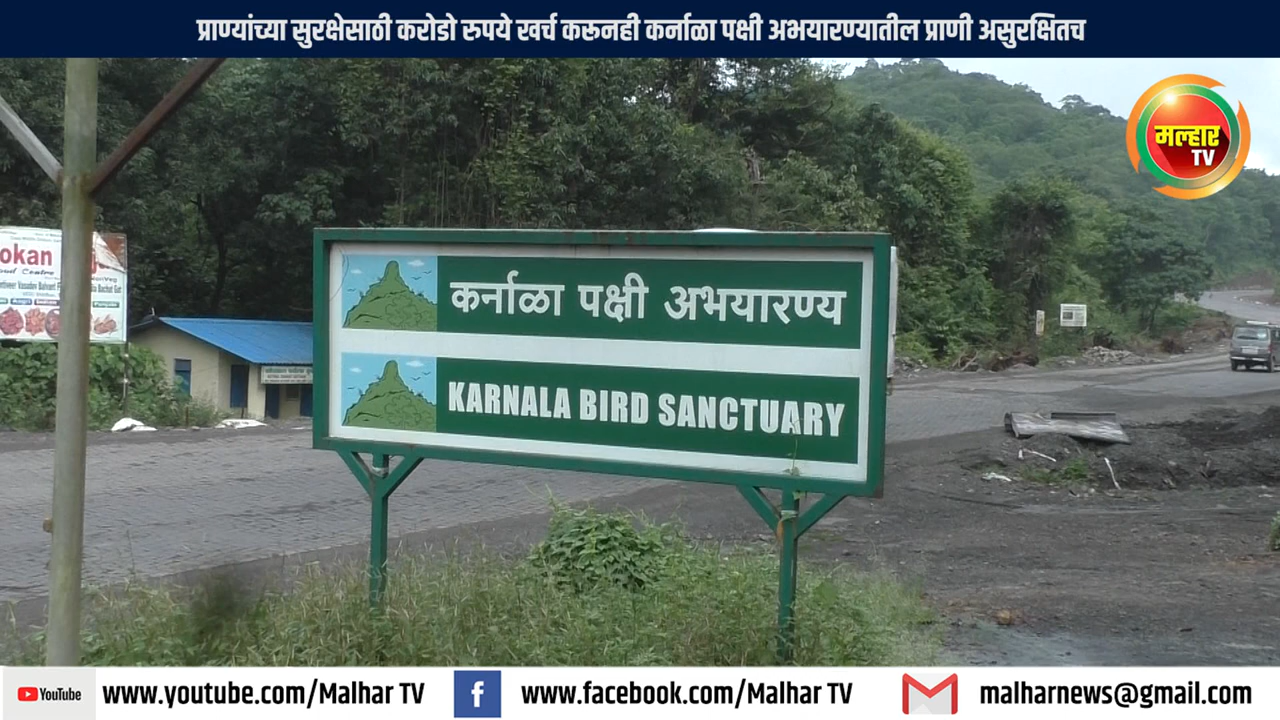 प्राण्यांच्या सुरक्षेसाठी करोडो रुपये खर्च करूनही कर्नाळा पक्षी अभयारण्यातील प्राणी असुरक्षितच
मल्हार
TV
okan
कर्नाळा पक्षी अभयारण्य
KARNALA BIRD SANCTUARY
YouTube
www.youtube.com/Malhar TV
www.facebook.com/Malhar TV
malharnews@gmail.com